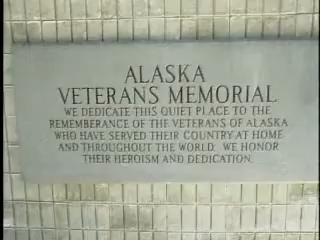 ALASKA
VETERANS MEMORIAL
WE DEDICATE THIS QUIET PLACE TO THE
REMEMBERANCE OF THE VETERANS OF ALASKA
WHO HAVE SERVED THEIR COUNTRY AT HOME
AND THROUGHOUT THE WORLD. WE HONOR
THEIR HEROISM AND DEDICATION.